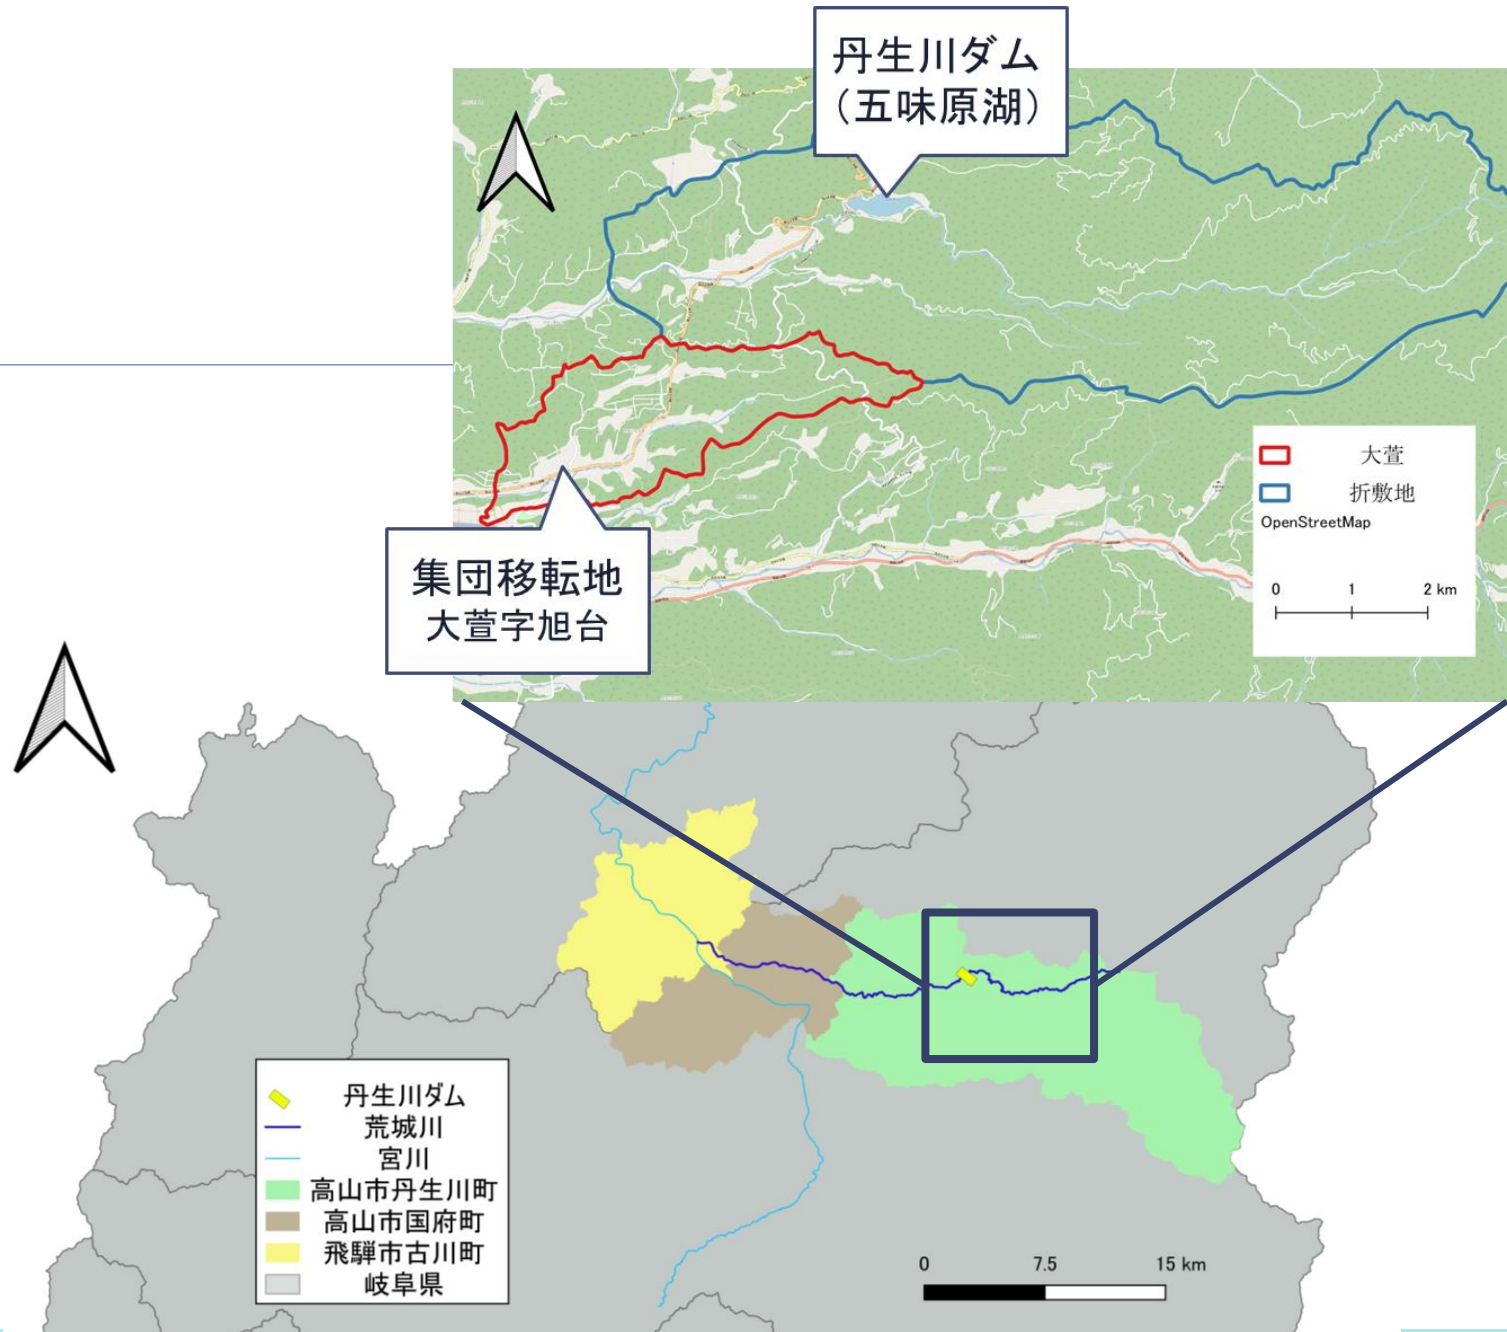 丹生川ダム
（五味原湖）
大萱
折敷地
OpenStreetMap
0 1 2 km
集団移転地
大萱字旭台
丹生川ダム
荒城川
宮川
高山市丹生川町
高山市国府町
飛騨市古川町
岐阜県
0 7.5 15 km